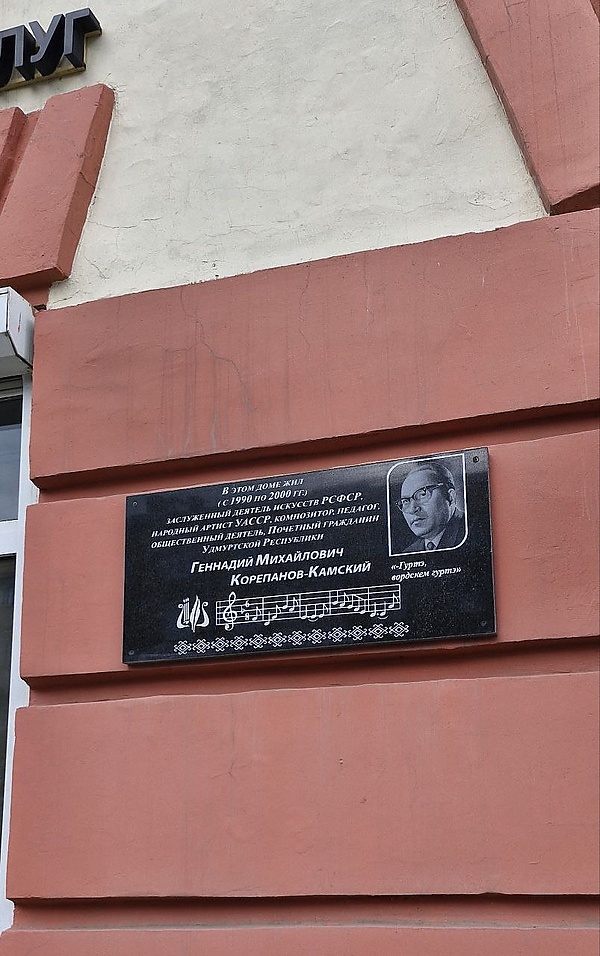 ЛУГ
В ЭТОМ ДОМЕ ЖИЛ
( С 1990 ПО 2000 ГГ.)
ЗАСЛУЖЕННЫЙ ДЕЯТЕЛЬ ИСКУССТВ РСФСР,
НАРОДНЫЙ АРТИСТ УАССР, КОМПОЗИТОР, ПЕДАГОГ,
ОБЩЕСТВЕННЫЙ ДЕЯТЕЛЬ, ПОЧЕТНЫЙ ГРАЖДАНИН
УДМУРТСКОЙ РЕСПУБЛИКИ
ГЕННАДИЙ МИХАЙЛОВИЧ
КОРЕПАНОВ-КАМСКИЙ
«-Гуртэ,
вордскем гуртэ»